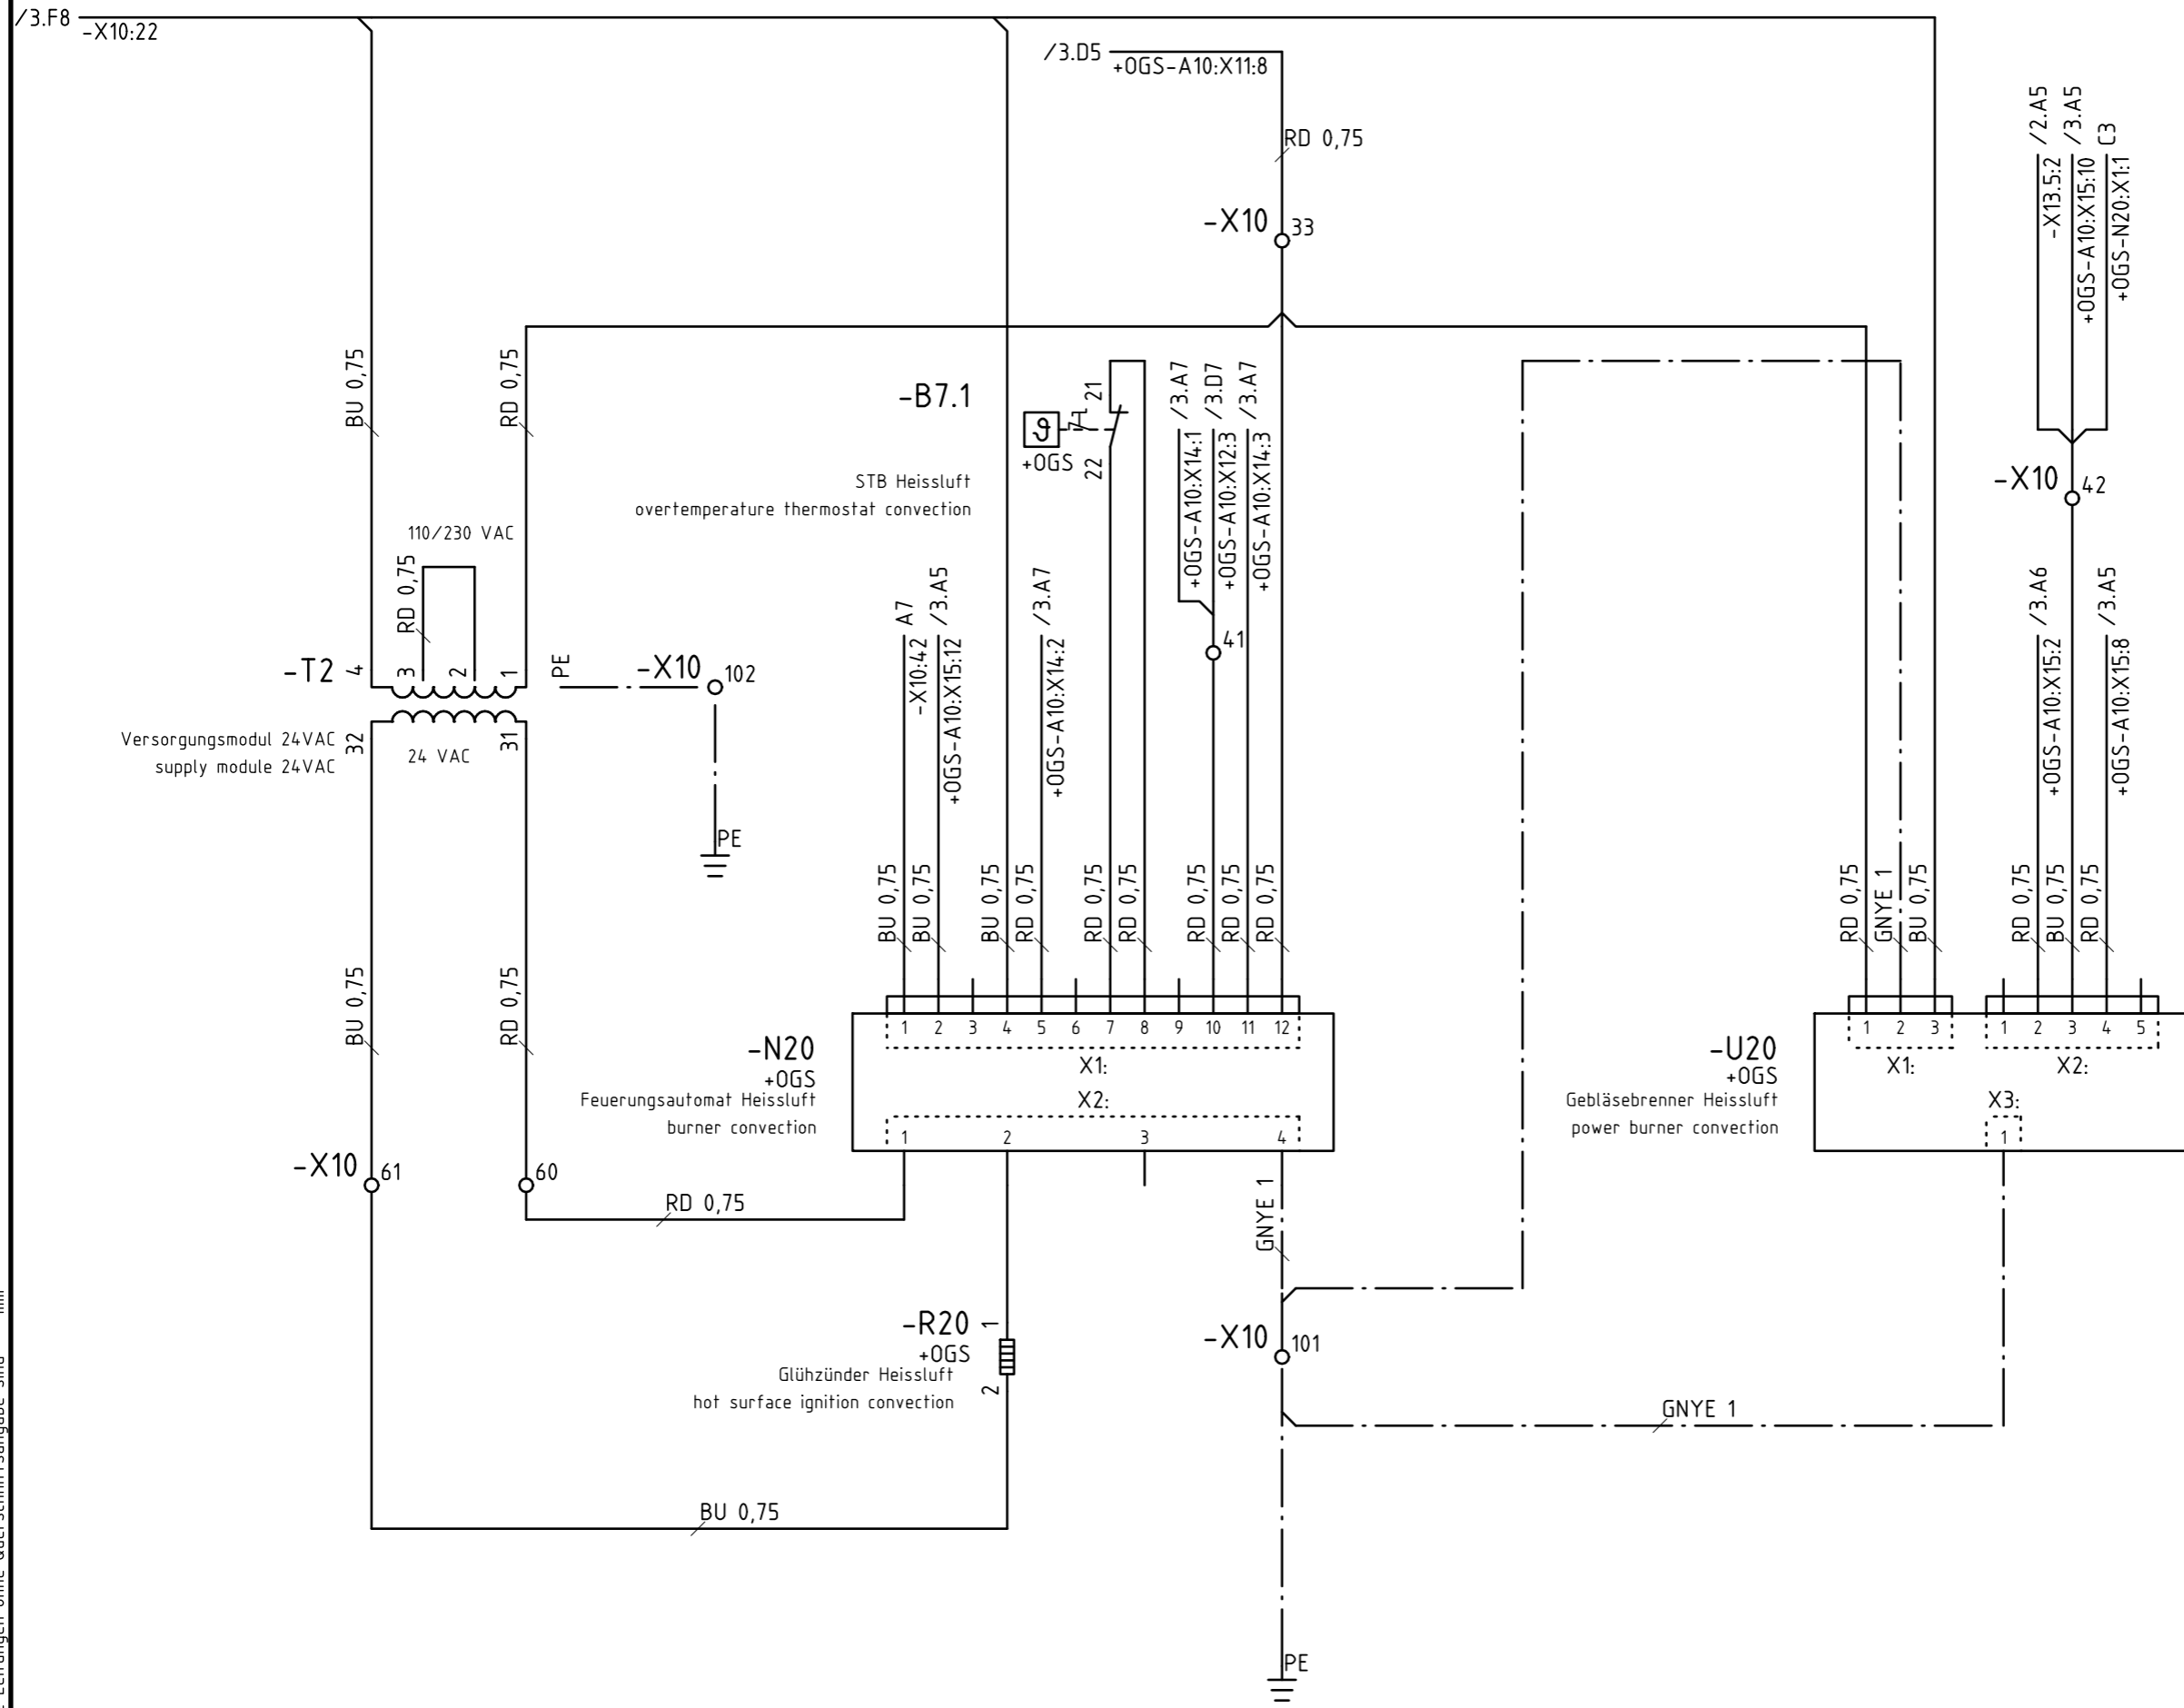 /3.F8
-X10:22
/3.D5
+OGS-A10:X11:8
RD 0,75
-X10 33
/2.A5
-X13.5:2
/3.A5
+OGS-A10:X15:10
C3
+OGS-N20:X1:1
-X10 42
BU 0,75
RD 0,75
-B7.1
ϑ
+OGS
21
22
STB Heissluft
overtemperature thermostat convection
/3.A7
+OGS-A10:X14:1
/3.D7
+OGS-A10:X12:3
/3.A7
+OGS-A10:X14:3
41
110/230 VAC
RD 0,75
-T2
4 3 2 1
PE
-X10 102
PE
32 31
24 VAC
Versorgungsmodul 24VAC
supply module 24VAC
A7
-X10:42
/3.A5
+OGS-A10:X15:12
/3.A7
+OGS-A10:X14:2
/3.A6
+OGS-A10:X15:2
/3.A5
+OGS-A10:X15:8
BU 0,75
BU 0,75
BU 0,75
RD 0,75
RD 0,75
RD 0,75
RD 0,75
RD 0,75
RD 0,75
RD 0,75
GNYE 1
BU 0,75
RD 0,75
BU 0,75
RD 0,75
BU 0,75
RD 0,75
1 2 3 4 5 6 7 8 9 10 11 12
X1:
-N20
+OGS
Feuerungsautomat Heissluft
burner convection
X2:
1 2 3 4
1 2 3
X1:
1 2 3 4 5
X2:
-U20
+OGS
Gebläsebrenner Heissluft
power burner convection
X3:
1
-X10 61
60
RD 0,75
GNYE 1
-R20
+OGS
1
2
Glühzünder Heissluft
hot surface ignition convection
-X10 101
GNYE 1
BU 0,75
PE